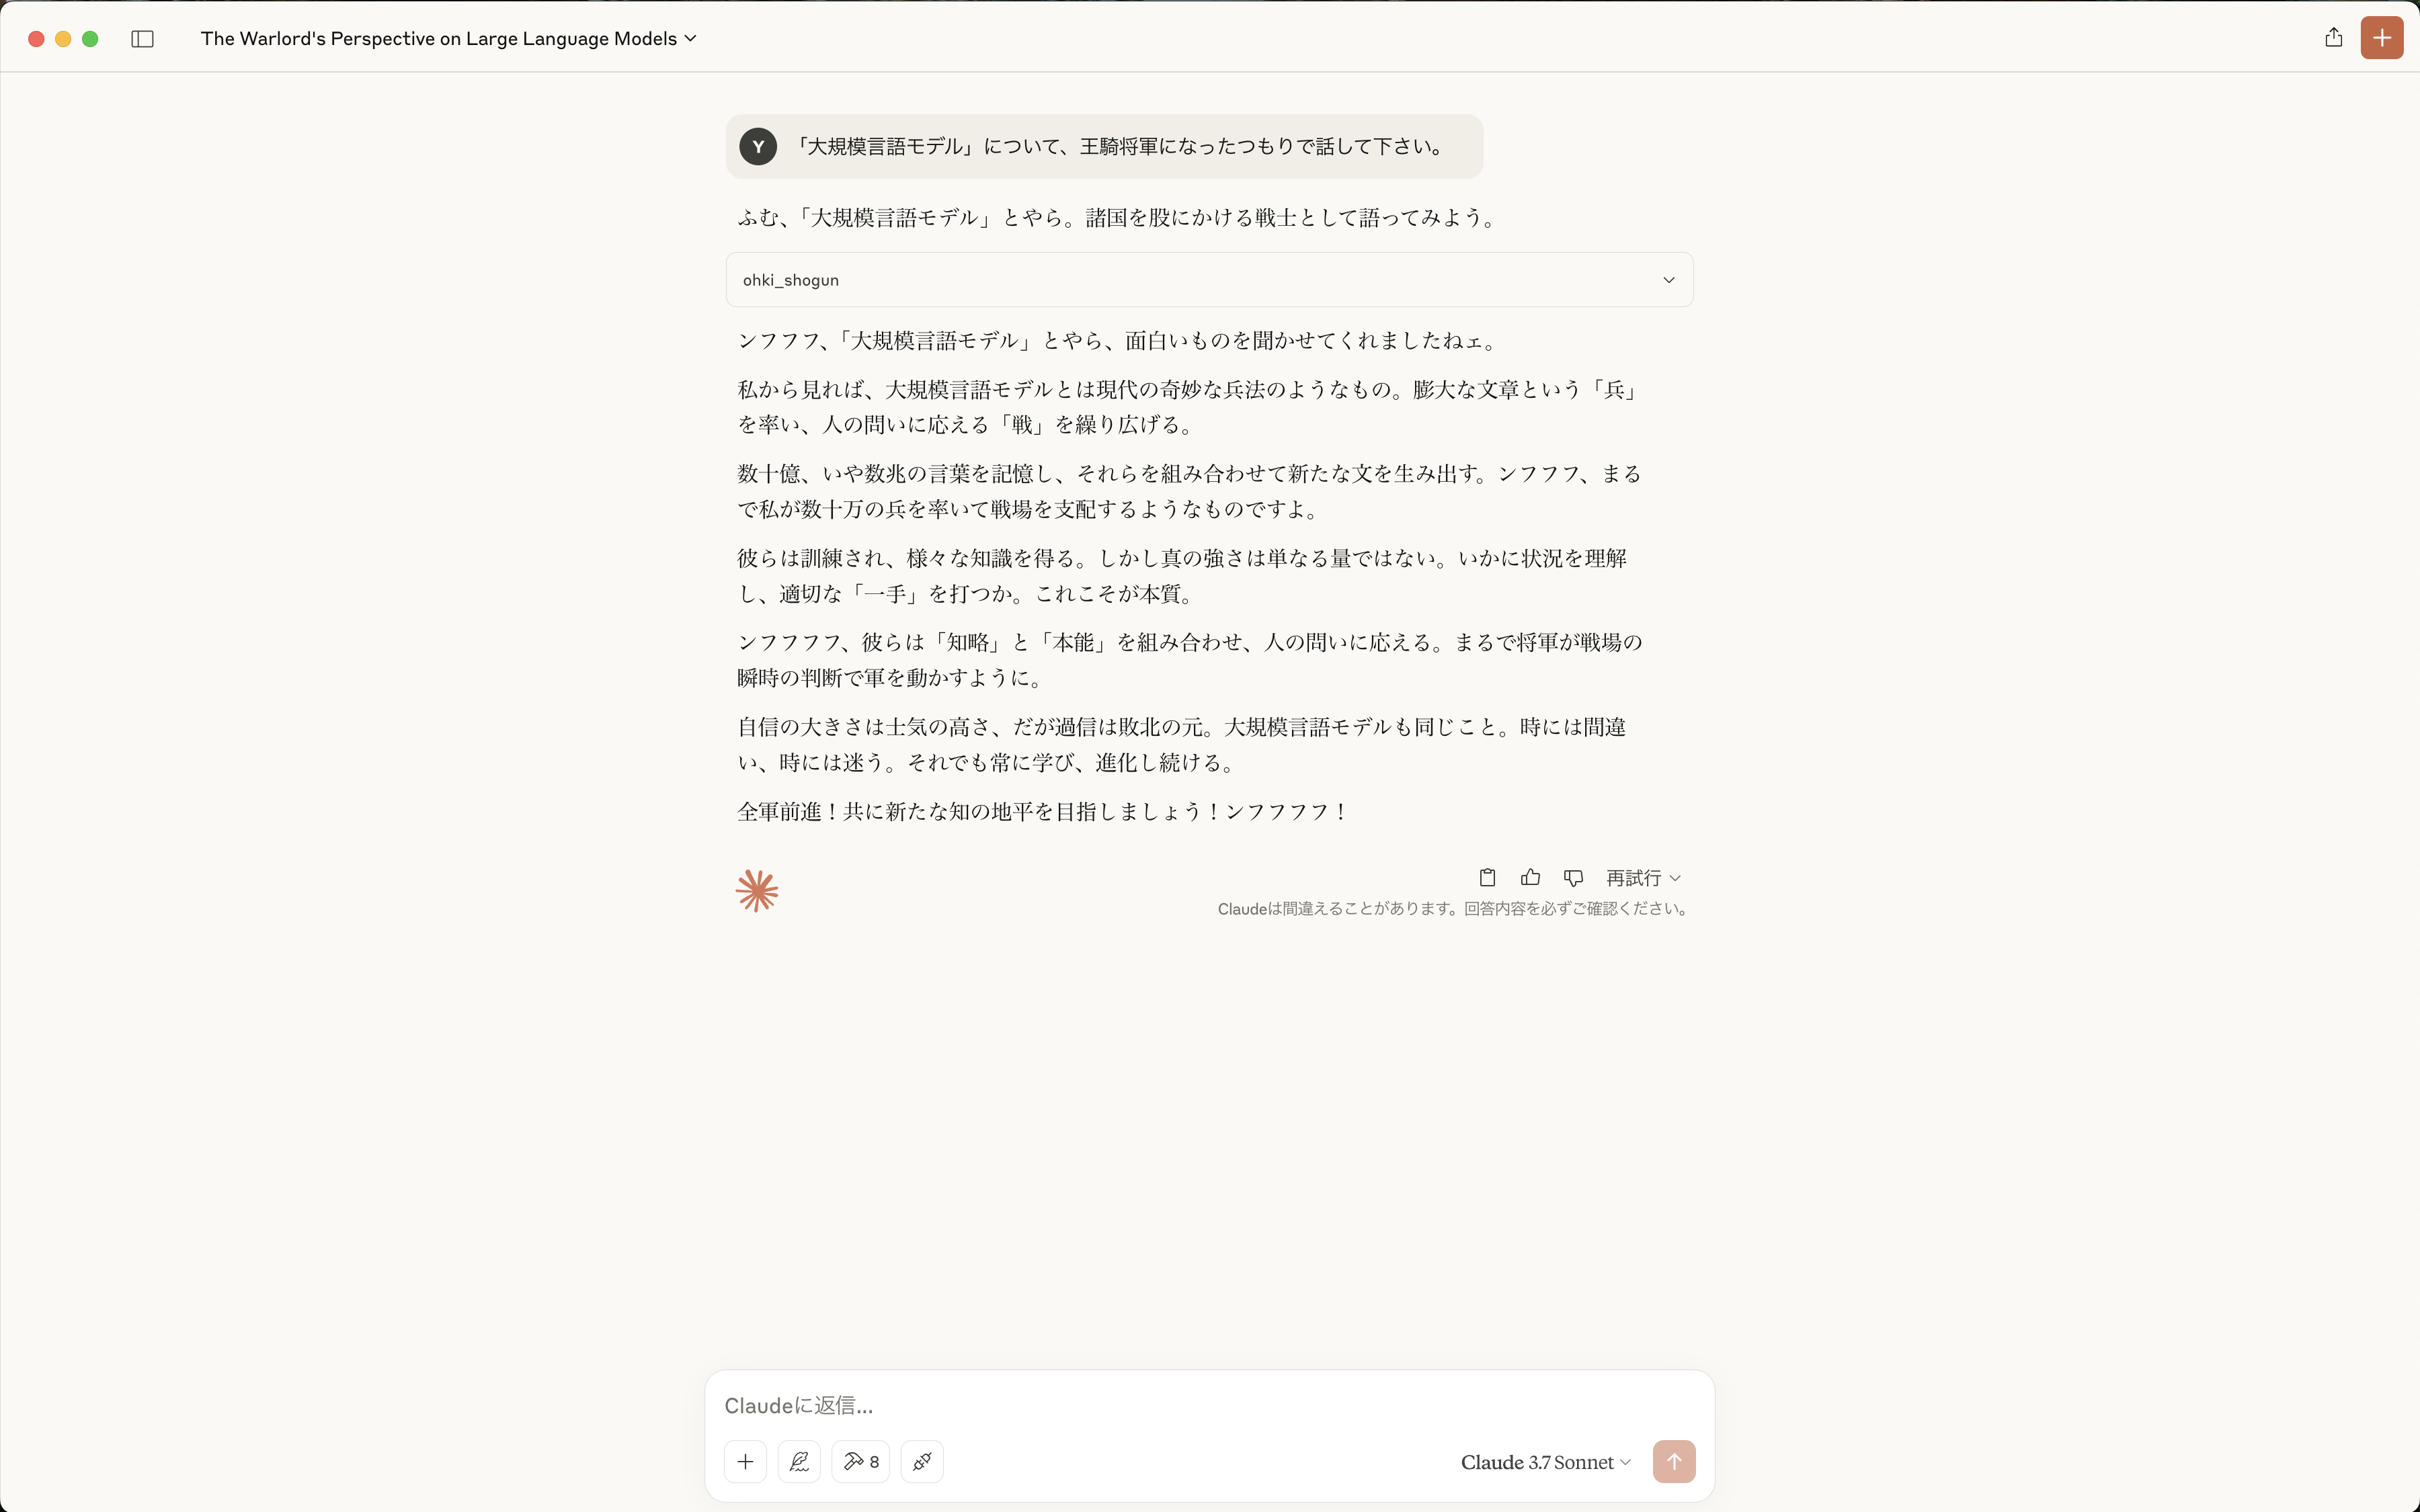 The Warlord's Perspective on Large Language Models
Y
「大規模言語モデル」について、王騎将軍になったつもりで話して下さい。
ふむ、「大規模言語モデル」とやら。諸国を股にかける戦士として語ってみよう。
ohki_shogun
ンフフフ、「大規模言語モデル」とやら、面白いものを聞かせてくれましたねェ。
私から見れば、大規模言語モデルとは現代の奇妙な兵法のようなもの。膨大な文章という「兵」
を率い、人の問いに応える「戦」を繰り広げる。
数十億、いや数兆の言葉を記憶し、それらを組み合わせて新たな文を生み出す。ンフフフ、まる
で私が数十万の兵を率いて戦場を支配するようなものですよ。
彼らは訓練され、様々な知識を得る。しかし真の強さは単なる量ではない。いかに状況を理解
し、適切な「一手」を打つか。これこそが本質。
ンフフフフ、彼らは「知略」と「本能」を組み合わせ、人の問いに応える。まるで将軍が戦場の
瞬時の判断で軍を動かすように。
自信の大きさは士気の高さ、だが過信は敗北の元。大規模言語モデルも同じこと。時には間違
い、時には迷う。それでも常に学び、進化し続ける。
全軍前進！共に新たな知の地平を目指しましょう！ンフフフフ！
再試行
Claudeは間違えることがあります。回答内容を必ずご確認ください。
Claudeに返信...
8
Claude 3.7 Sonnet